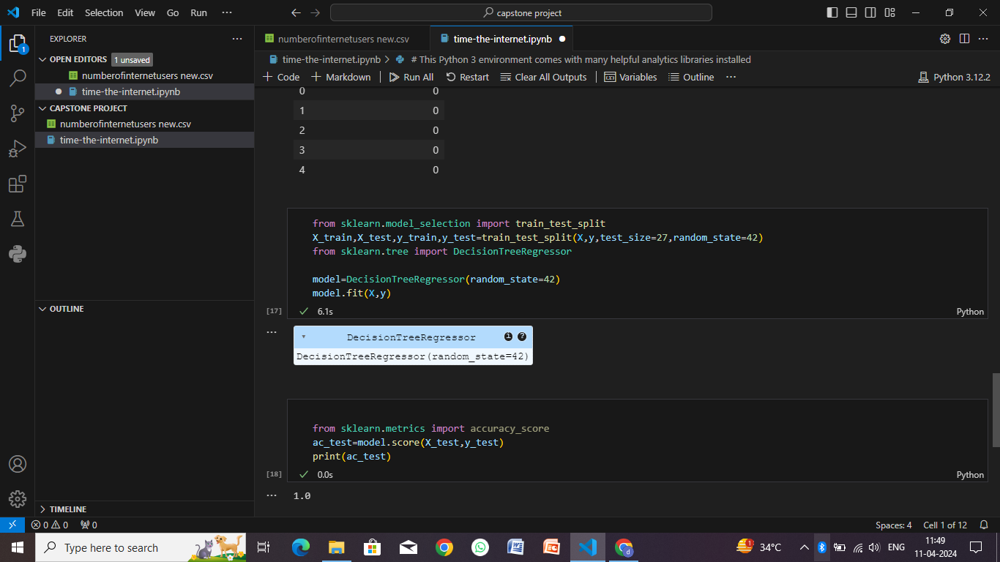 File Edit Selection View Go Run ···
capstone project
EXPLORER
OPEN EDITORS 1 unsaved
numberofinternetusers new.csv
time-the-internet.ipynb
CAPSTONE PROJECT
numberofinternetusers new.csv
time-the-internet.ipynb
OUTLINE
TIMELINE
1
numberofinternetusers new.csv
time-the-internet.ipynb
time-the-internet.ipynb > # This Python 3 environment comes with many helpful analytics libraries installed
+ Code + Markdown Run All Restart Clear All Outputs Variables Outline ··· Python 3.12.2
0 0
1 0
2 0
3 0
4 0
from sklearn.model_selection import train_test_split
X_train,X_test,y_train,y_test=train_test_split(X,y,test_size=27,random_state=42)
from sklearn.tree import DecisionTreeRegressor
model=DecisionTreeRegressor(random_state=42)
model.fit(X,y)
[17] 6.1s Python
DecisionTreeRegressor i ?
DecisionTreeRegressor(random_state=42)
from sklearn.metrics import accuracy_score
ac_test=model.score(X_test,y_test)
print(ac_test)
[18] 0.0s Python
1.0
0 0 0 Spaces: 4 Cell 1 of 12
Type here to search
1 34°C ENG 11:49
11-04-2024